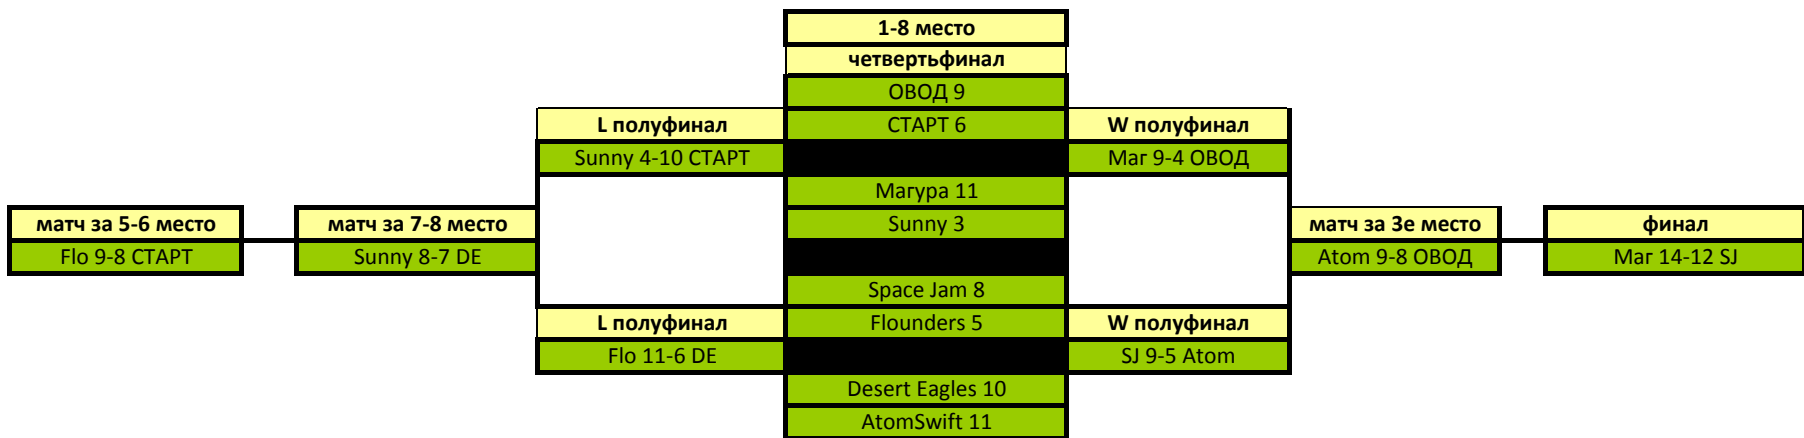 1-8 место
четвертьфинал
ОВОД 9
L полуфинал
СТАРТ 6
W полуфинал
Sunny 4-10 СТАРТ
Маг 9-4 ОВОД
Магура 11
матч за 5-6 место
матч за 7-8 место
Sunny 3
матч за 3е место
финал
Flo 9-8 СТАРТ
Sunny 8-7 DE
Atom 9-8 ОВОД
Маг 14-12 SJ
Space Jam 8
L полуфинал
Flounders 5
W полуфинал
Flo 11-6 DE
SJ 9-5 Atom
Desert Eagles 10
AtomSwift 11